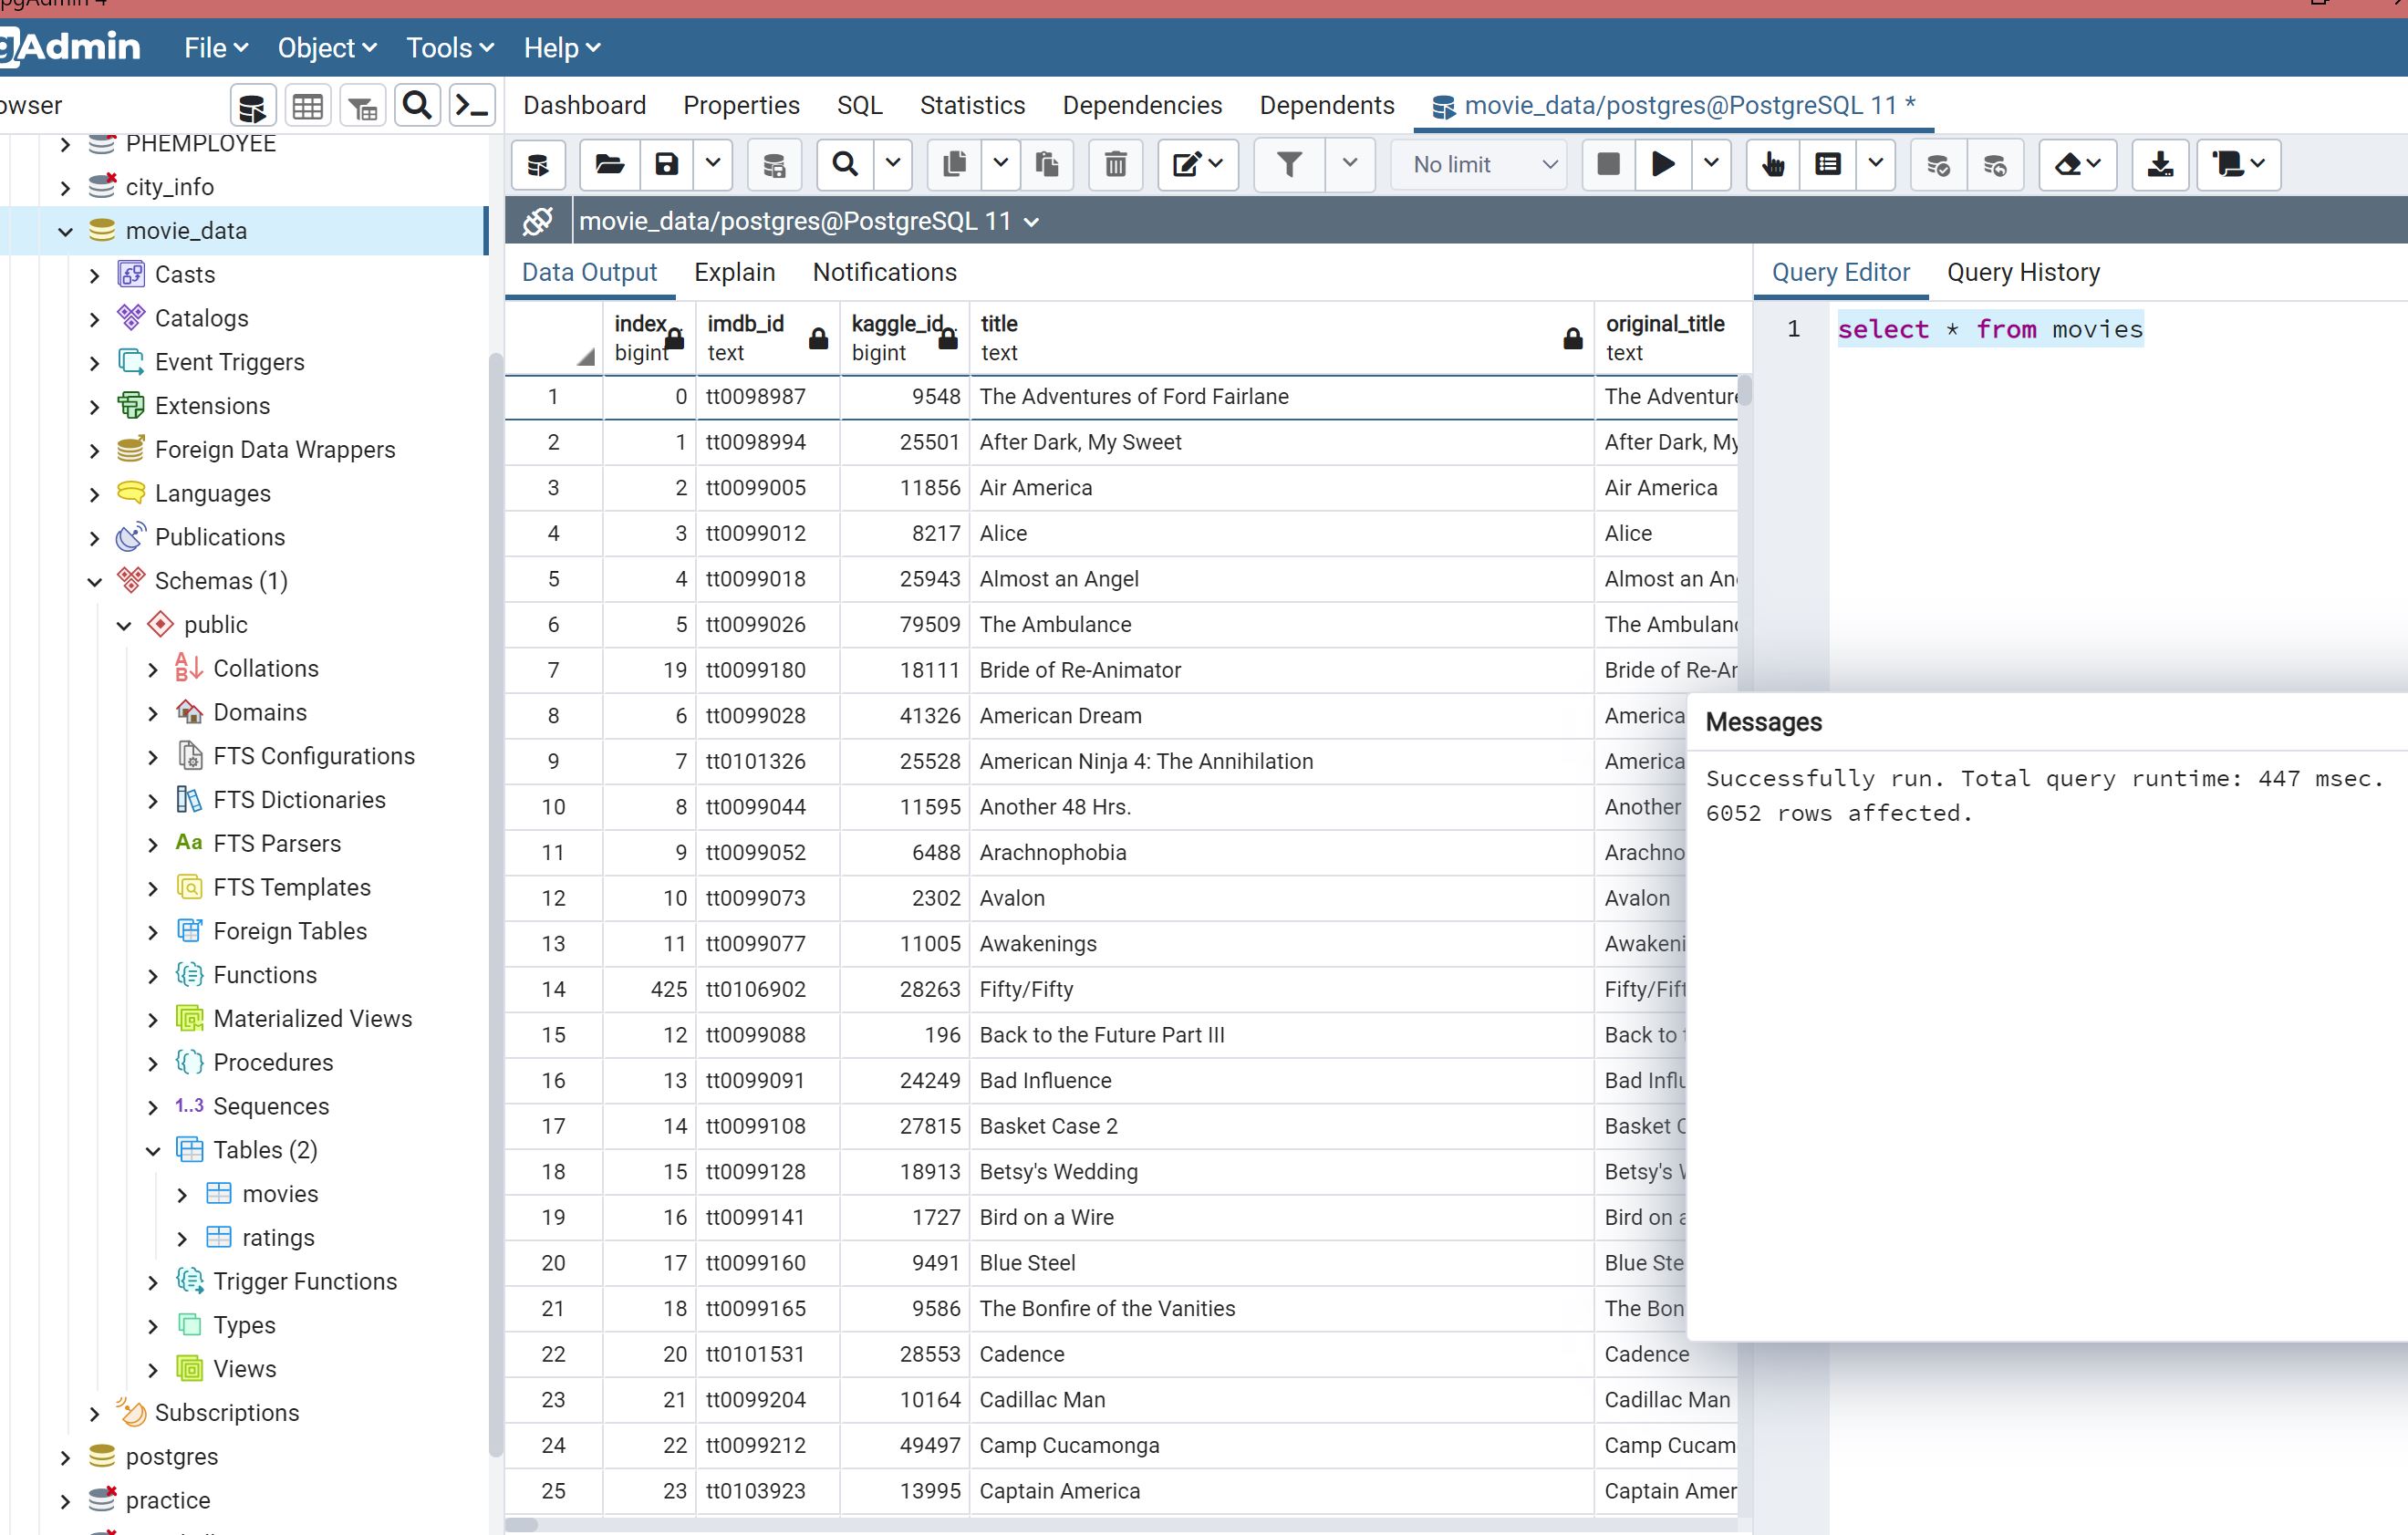 pgAdmin 4
gAdmin File Object Tools Help
owser
Dashboard Properties SQL Statistics Dependencies Dependents movie_data/postgres@PostgreSQL 11 *
No limit
movie_data/postgres@PostgreSQL 11
PHEMPLOYEE
city_info
movie_data
Casts
Catalogs
Event Triggers
Extensions
Foreign Data Wrappers
Languages
Publications
Schemas (1)
public
Collations
Domains
FTS Configurations
FTS Dictionaries
Aa FTS Parsers
FTS Templates
Foreign Tables
Functions
Materialized Views
Procedures
1..3 Sequences
Tables (2)
movies
ratings
Trigger Functions
Types
Views
Subscriptions
postgres
practice
Data Output Explain Notifications
index imdb_id kaggle_id title original_title
bigint text bigint text text
1 0 tt0098987 9548 The Adventures of Ford Fairlane The Adventure
2 1 tt0098994 25501 After Dark, My Sweet After Dark, My
3 2 tt0099005 11856 Air America Air America
4 3 tt0099012 8217 Alice Alice
5 4 tt0099018 25943 Almost an Angel Almost an An
6 5 tt0099026 79509 The Ambulance The Ambulan
7 19 tt0099180 18111 Bride of Re-Animator Bride of Re-An
8 6 tt0099028 41326 American Dream America
9 7 tt0101326 25528 American Ninja 4: The Annihilation America
10 8 tt0099044 11595 Another 48 Hrs. Another
11 9 tt0099052 6488 Arachnophobia Arachno
12 10 tt0099073 2302 Avalon Avalon
13 11 tt0099077 11005 Awakenings Awakeni
14 425 tt0106902 28263 Fifty/Fifty Fifty/Fift
15 12 tt0099088 196 Back to the Future Part III Back to
16 13 tt0099091 24249 Bad Influence Bad Influ
17 14 tt0099108 27815 Basket Case 2 Basket C
18 15 tt0099128 18913 Betsy's Wedding Betsy's W
19 16 tt0099141 1727 Bird on a Wire Bird on a
20 17 tt0099160 9491 Blue Steel Blue Ste
21 18 tt0099165 9586 The Bonfire of the Vanities The Bon
22 20 tt0101531 28553 Cadence Cadence
23 21 tt0099204 10164 Cadillac Man Cadillac Man
24 22 tt0099212 49497 Camp Cucamonga Camp Cucam
25 23 tt0103923 13995 Captain America Captain Amer
Query Editor Query History
1 select * from movies
Messages
Successfully run. Total query runtime: 447 msec.
6052 rows affected.